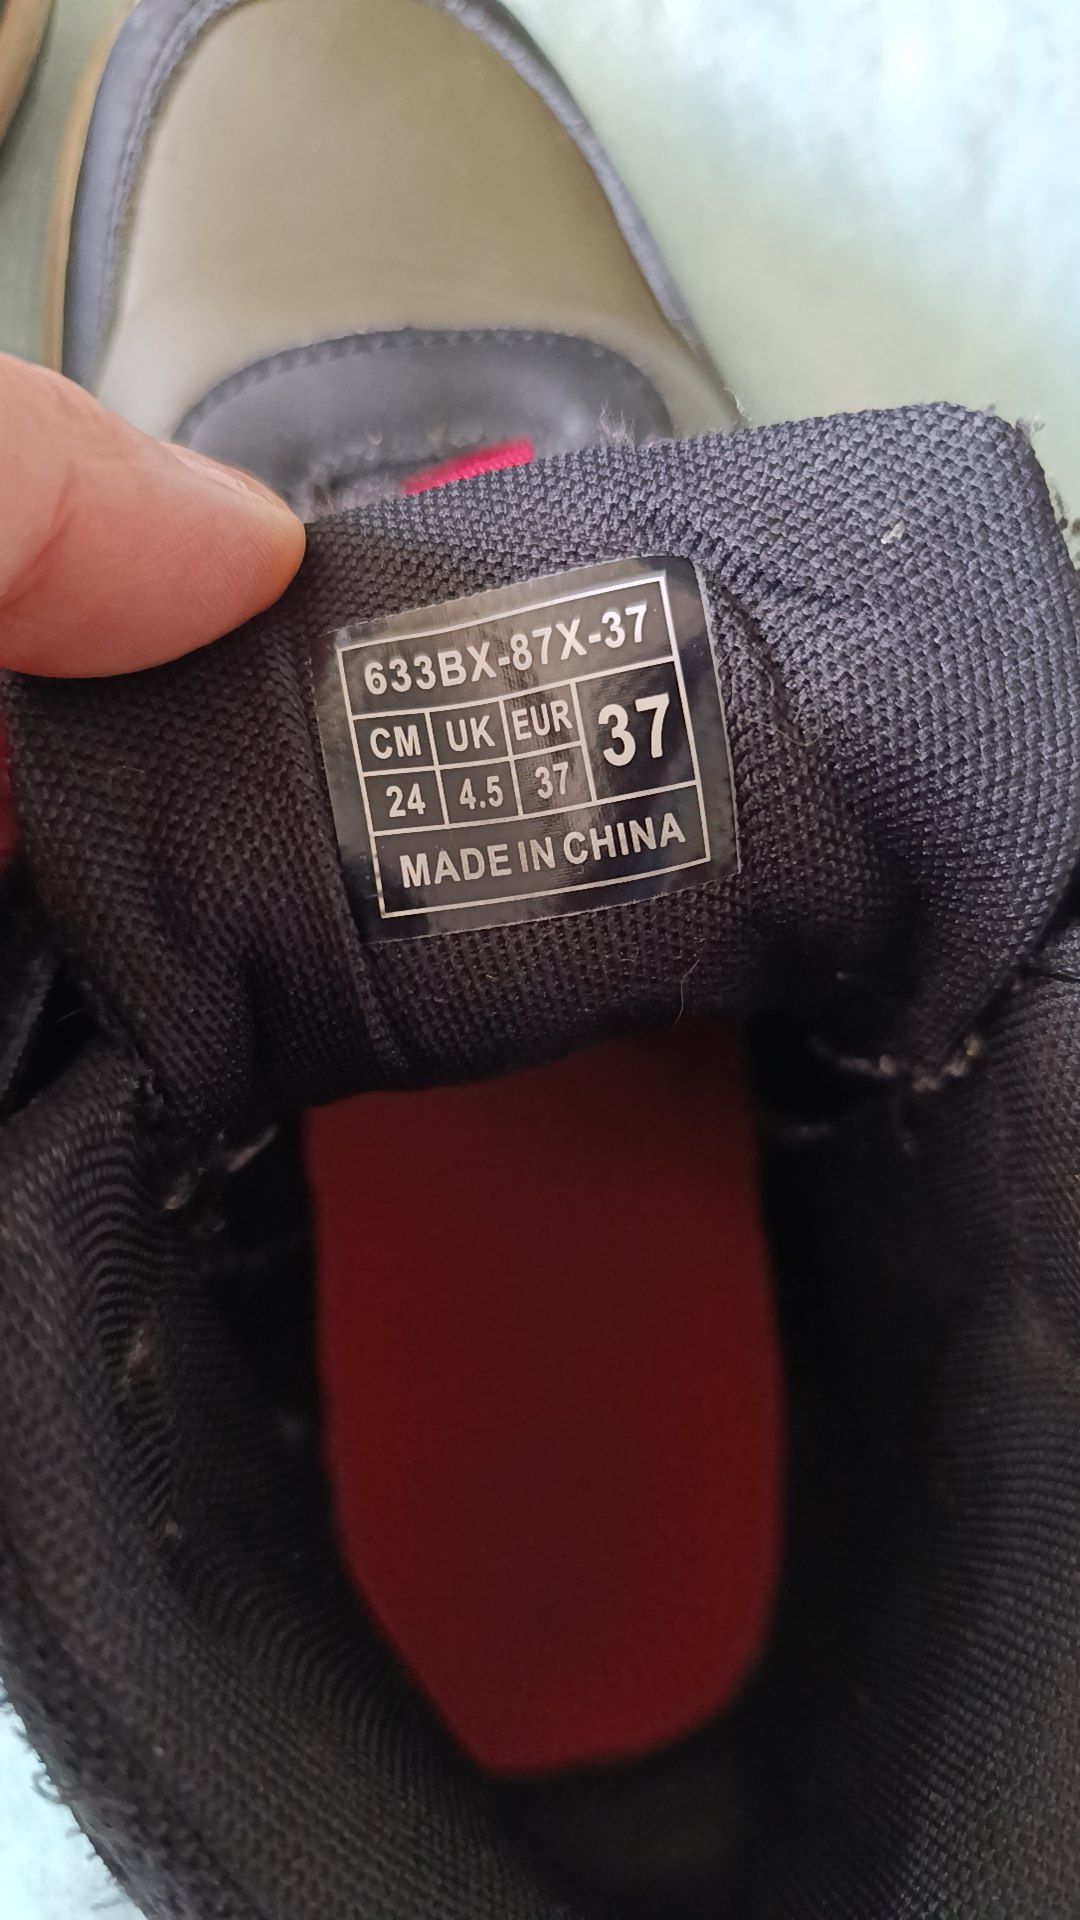 633BX-87X-37
CM UK EUR 37
24 4.5 37
MADE IN CHINA